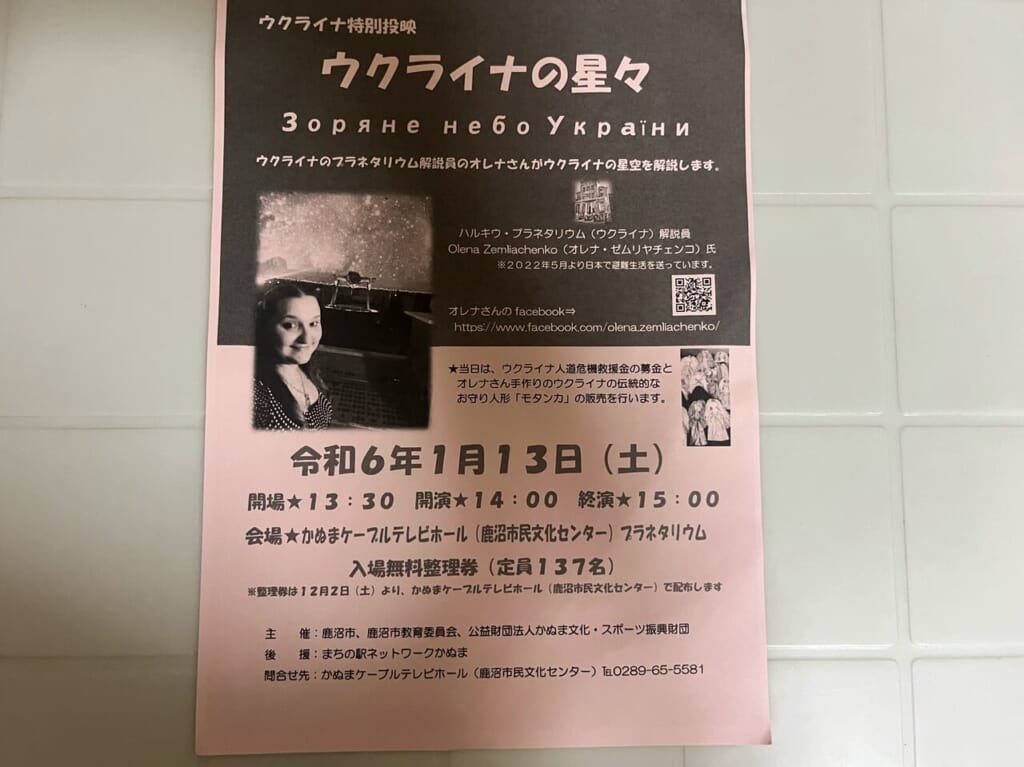 ウクライナ特別投映
ウクライナの星々
Зоряне небо України
ウクライナのプラネタリウム解説員のオレナさんがウクライナの星空を解説します。
ハルキウ・プラネタリウム（ウクライナ）解説員
Olena Zemliachenko（オレナ・ゼムリヤチェンコ）氏
※２０２２年５月より日本で避難生活を送っています。
オレナさんの facebook⇒
https://www.facebook.com/olena.zemliachenko/
★当日は、ウクライナ人道危機救援金の募金と
オレナさん手作りのウクライナの伝統的な
お守り人形「モタンカ」の販売を行います。
令和６年１月１３日（土）
開場★１３：３０　開演★１４：００　終演★１５：００
会場★かぬまケーブルテレビホール（鹿沼市民文化センター）プラネタリウム
入場無料整理券（定員１３７名）
※整理券は１２月２日（土）より、かぬまケーブルテレビホール（鹿沼市民文化センター）で配布します
主　催：鹿沼市、鹿沼市教育委員会、公益財団法人かぬま文化・スポーツ振興財団
後　援：まちの駅ネットワークかぬま
問合せ先：かぬまケーブルテレビホール（鹿沼市民文化センター）℡0289-65-5581